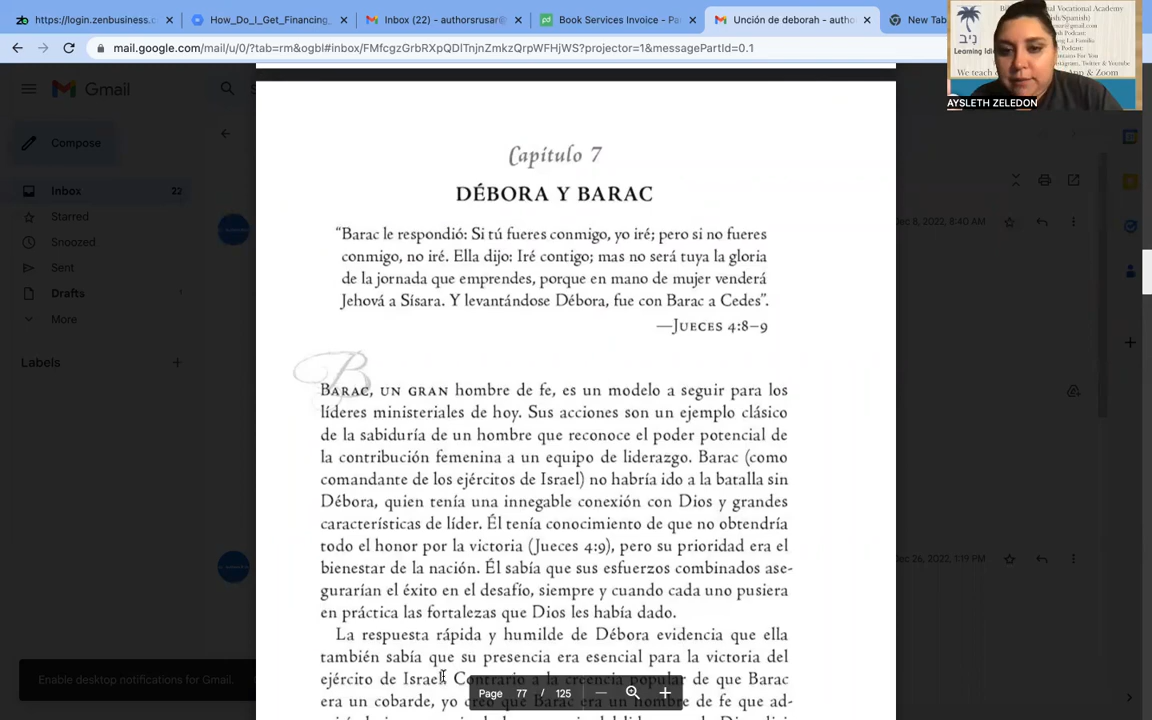 https://login.zenbusiness.c
How_Do_I_Get_Financing_
Inbox (22) - authorsrusar@
Book Services Invoice - Pa
Unción de deborah - autho
New Tab
mail.google.com/mail/u/0/?tab=rm&ogbl#inbox/FMfcgzGrbRXpQDlTnjnZmkzQrpWFHjWS?projector=1&messagePartId=0.1
Vocational Academy
Learning Idi
We teach
App & Zoom
AYSLETH ZELEDON
Gmail
Compose
Inbox 22
Starred
Snoozed
Sent
Drafts
More
Labels
Dec 8, 2022, 8:40 AM
Dec 26, 2022, 1:19 PM
Capítulo 7
DÉBORA Y BARAC
“Barac le respondió: Si tú fueres conmigo, yo iré; pero si no fueres
conmigo, no iré. Ella dijo: Iré contigo; mas no será tuya la gloria
de la jornada que emprendes, porque en mano de mujer venderá
Jehová a Sísara. Y levantándose Débora, fue con Barac a Cedes”.
—Jueces 4:8–9
B
Barac, un gran hombre de fe, es un modelo a seguir para los
líderes ministeriales de hoy. Sus acciones son un ejemplo clásico
de la sabiduría de un hombre que reconoce el poder potencial de
la contribución femenina a un equipo de liderazgo. Barac (como
comandante de los ejércitos de Israel) no habría ido a la batalla sin
Débora, quien tenía una innegable conexión con Dios y grandes
características de líder. Él tenía conocimiento de que no obtendría
todo el honor por la victoria (Jueces 4:9), pero su prioridad era el
bienestar de la nación. Él sabía que sus esfuerzos combinados ase-
gurarían el éxito en el desafío, siempre y cuando cada uno pusiera
en práctica las fortalezas que Dios les había dado.
La respuesta rápida y humilde de Débora evidencia que ella
también sabía que su presencia era esencial para la victoria del
ejército de Israel. Contrario a la creencia popular de que Barac
era un cobarde, yo creo que Barac era un hombre de fe que ad-
Page 77 / 125
Enable desktop notifications for Gmail.